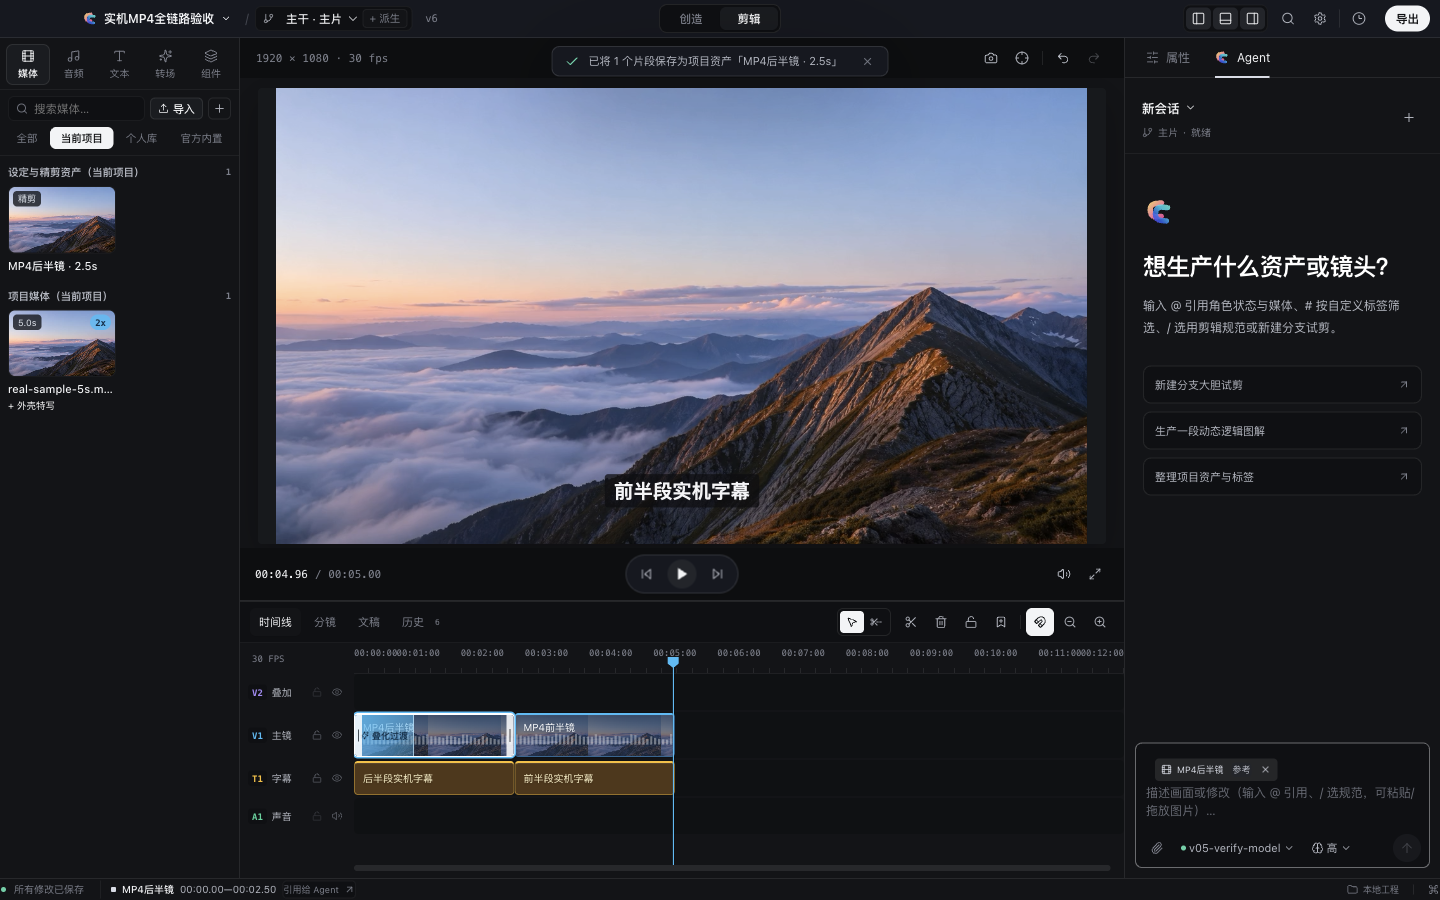 实机MP4全链路验收
/
主干 · 主片
+ 派生
v6
创造
剪辑
导出
媒体
音频
文本
转场
组件
搜索媒体...
导入
全部
当前项目
个人库
官方内置
设定与精剪资产（当前项目）
1
精剪
MP4后半镜 · 2.5s
项目媒体（当前项目）
1
5.0s
2x
real-sample-5s.m...
+ 外壳特写
1920 × 1080 · 30 fps
已将 1 个片段保存为项目资产「MP4后半镜 · 2.5s」
前半段实机字幕
00:04.96 / 00:05.00
时间线
分镜
文稿
历史
6
30 FPS
00:00:00
00:01:00
00:02:00
00:03:00
00:04:00
00:05:00
00:06:00
00:07:00
00:08:00
00:09:00
00:10:00
00:11:00
00:12:00
V2 叠加
V1 主镜
MP4后半镜
叠化过渡
MP4前半镜
T1 字幕
后半段实机字幕
前半段实机字幕
A1 声音
属性
Agent
新会话
主片 · 就绪
想生产什么资产或镜头？
输入 @ 引用角色状态与媒体、# 按自定义标签筛
选、/ 选用剪辑规范或新建分支试剪。
新建分支大胆试剪
生产一段动态逻辑图解
整理项目资产与标签
MP4后半镜 参考
描述画面或修改（输入 @ 引用、/ 选规范，可粘贴/
拖放图片）...
v05-verify-model
高
所有修改已保存
MP4后半镜 00:00.00—00:02.50 引用给 Agent
本地工程